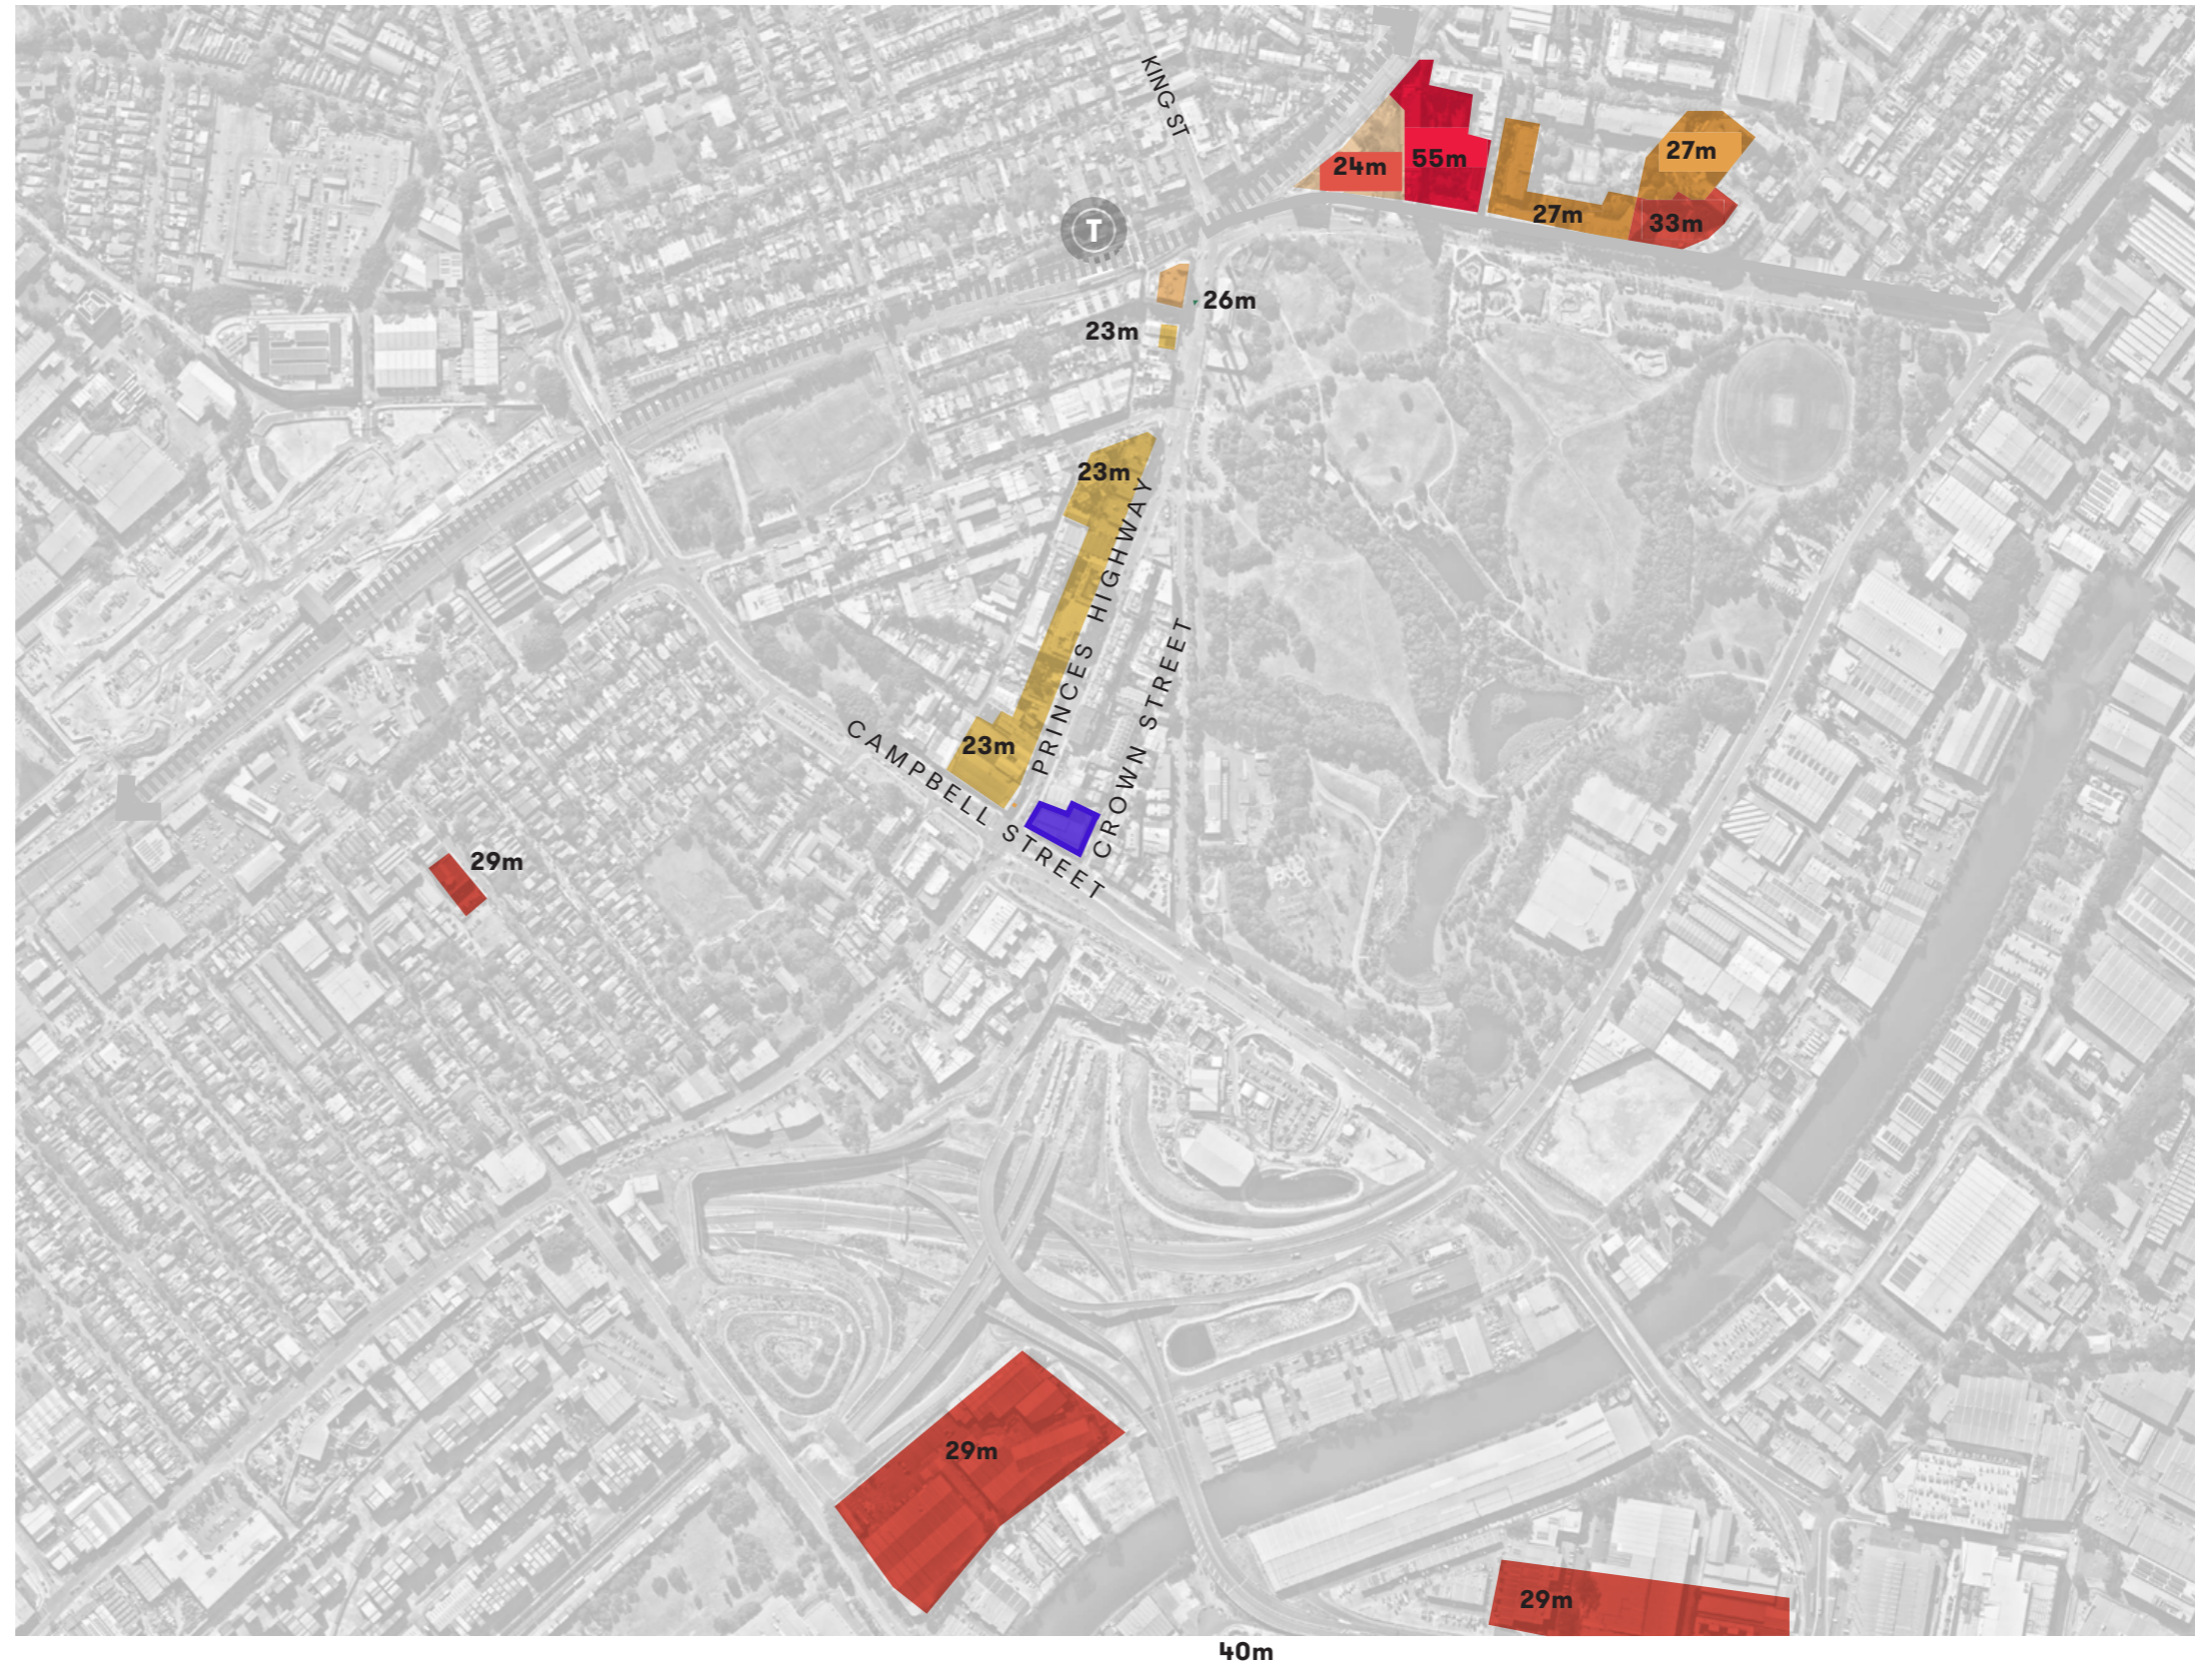 KING ST
24m
55m
27m
27m
33m
T
26m
23m
23m
PRINCES HIGHWAY
CROWN STREET
23m
CAMPBELL STREET
29m
29m
29m
40m